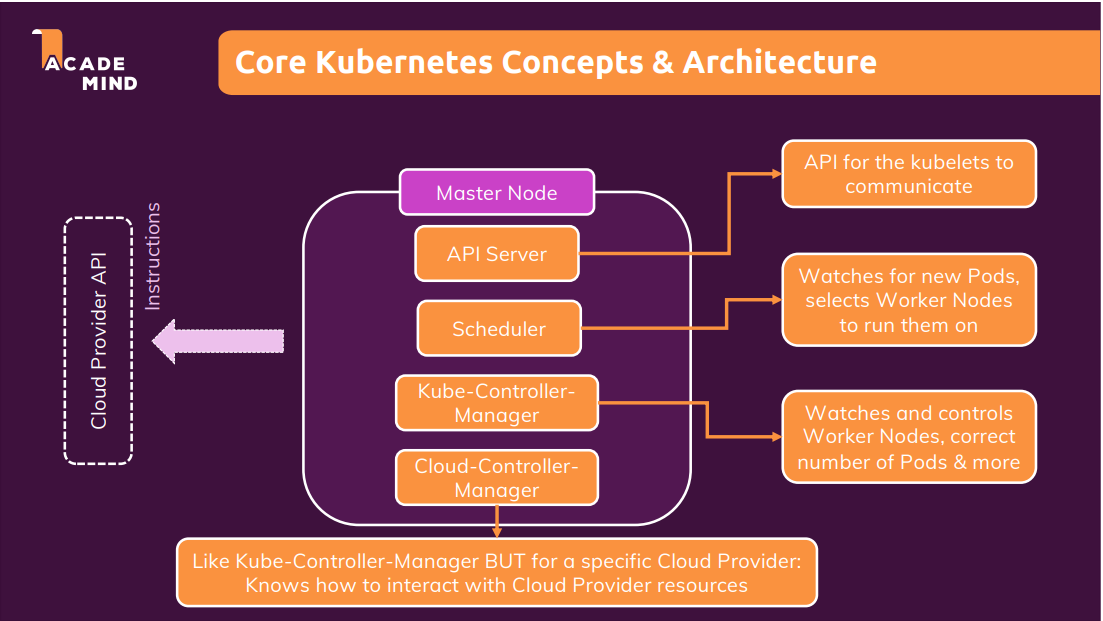 ACADE
MIND
Core Kubernetes Concepts & Architecture
Cloud Provider API
Instructions
Master Node
API Server
Scheduler
Kube-Controller-
Manager
Cloud-Controller-
Manager
API for the kubelets to
communicate
Watches for new Pods,
selects Worker Nodes
to run them on
Watches and controls
Worker Nodes, correct
number of Pods & more
Like Kube-Controller-Manager BUT for a specific Cloud Provider:
Knows how to interact with Cloud Provider resources